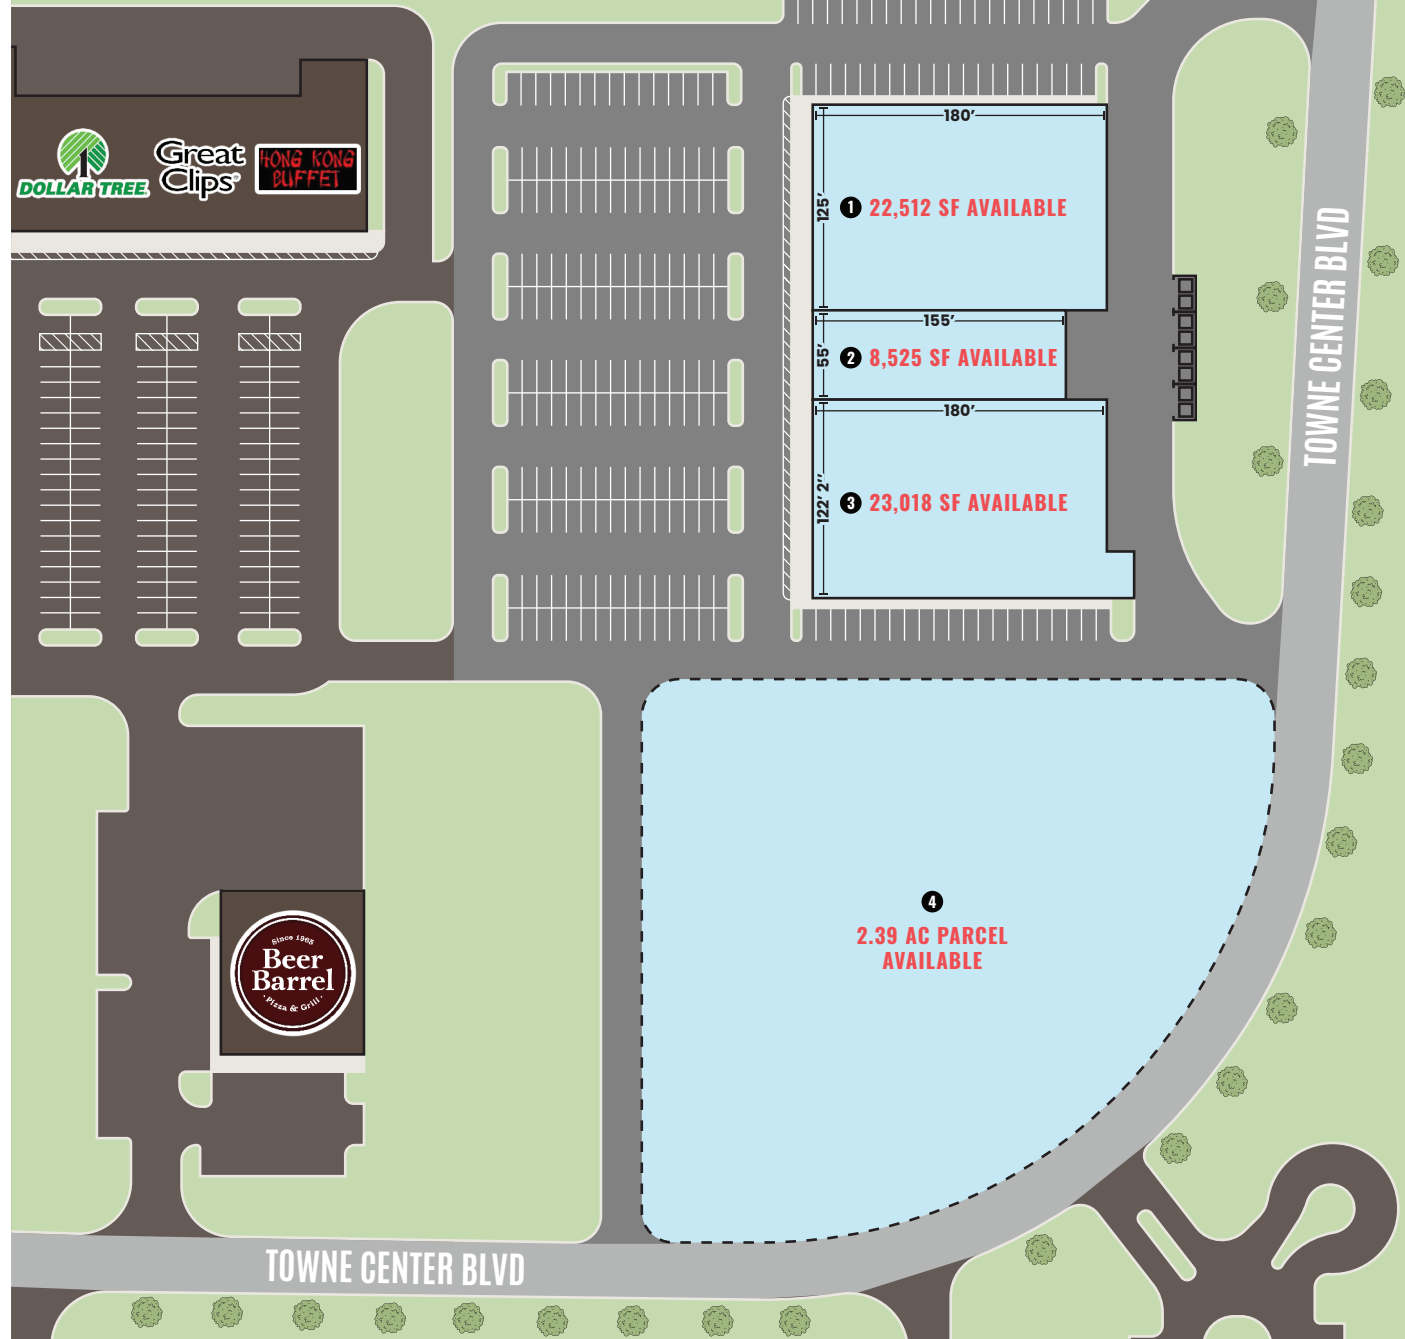 180’
125’
1 22,512 SF AVAILABLE
DOLLAR TREE
Great
Clips
HONG KONG
BUFFET
155’
55’
2 8,525 SF AVAILABLE
180’
122’ 2’’
3 23,018 SF AVAILABLE
TOWNE CENTER BLVD
4
2.39 AC PARCEL
AVAILABLE
Since 1965
Beer
Barrel
· Pizza & Grill ·
TOWNE CENTER BLVD